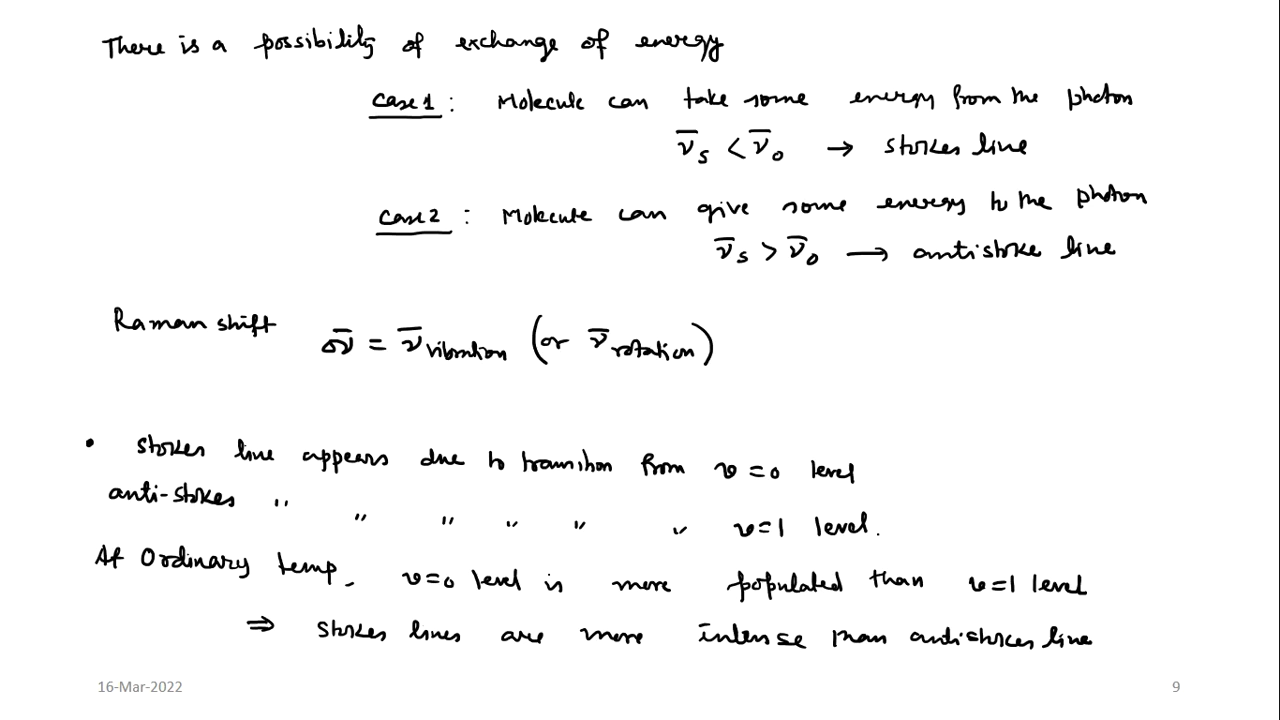 There is a possibility of exchange of energy
Case 1 : Molecule can take some energy from the photon
ν̄s < ν̄o → stokes line
Case 2 : Molecule can give some energy to the photon
ν̄s > ν̄o → antistoke line
Raman shift Δν̄ = ν̄vibration (or ν̄rotation)
• Stokes line appears due to transition from v=0 level
anti-stokes " " " " " " v=1 level.
At Ordinary temp. v=0 level is more populated than v=1 level
⇒ Stokes lines are more intense than antistokes line
16-Mar-2022
9